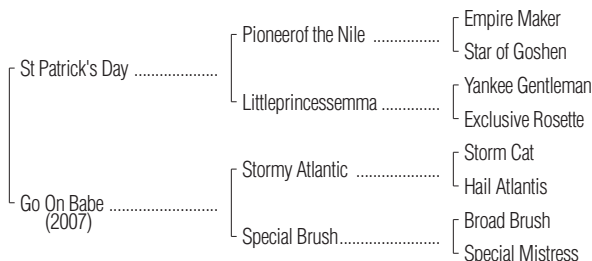 Empire Maker
Pioneerof the Nile ................
Star of Goshen
St Patrick's Day ....................
Yankee Gentleman
Littleprincessemma ..............
Exclusive Rosette
Storm Cat
Stormy Atlantic ....................
Hail Atlantis
Go On Babe ..........................
(2007)
Broad Brush
Special Brush........................
Special Mistress